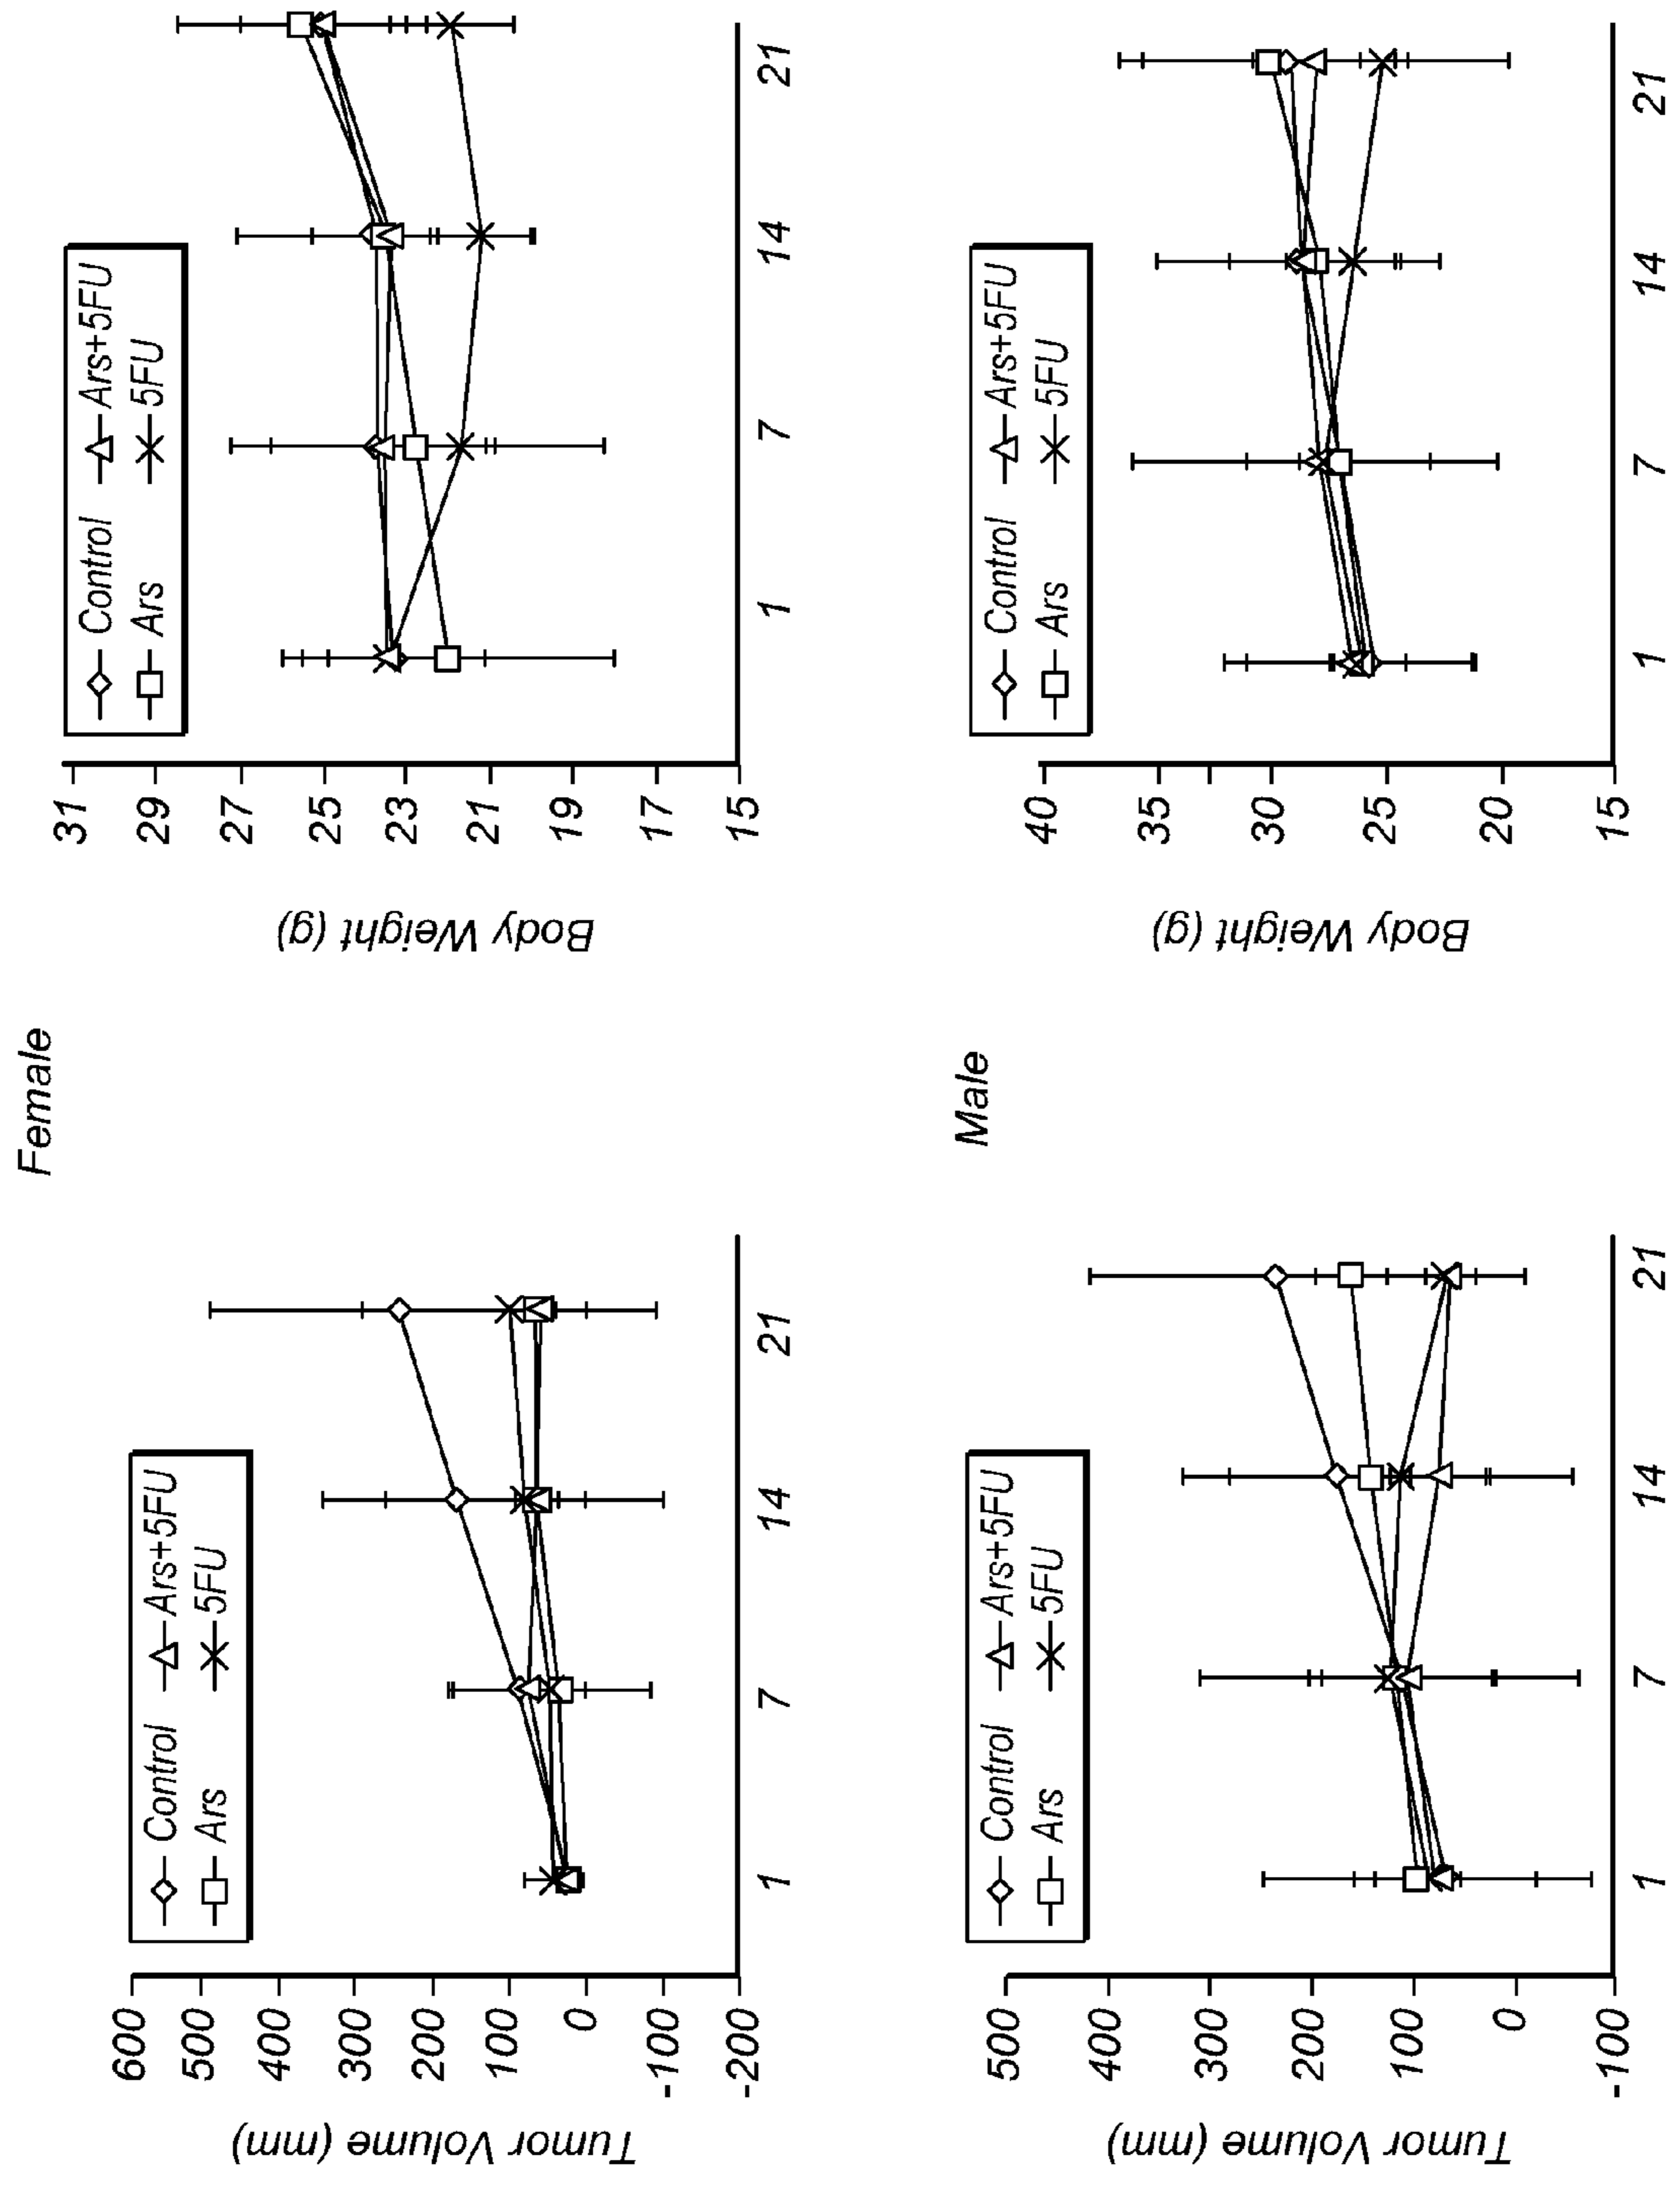 Female
Control Ars+5FU
Ars 5FU
600
500
400
300
200
100
0
-100
-200
Tumor Volume (mm)
1 7 14 21
Control Ars+5FU
Ars 5FU
31
29
27
25
23
21
19
17
15
Body Weight (g)
1 7 14 21
Male
Control Ars+5FU
Ars 5FU
500
400
300
200
100
0
-100
Tumor Volume (mm)
1 7 14 21
Control Ars+5FU
Ars 5FU
40
35
30
25
20
15
Body Weight (g)
1 7 14 21